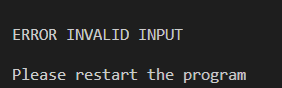 ERROR INVALID INPUT
Please restart the program